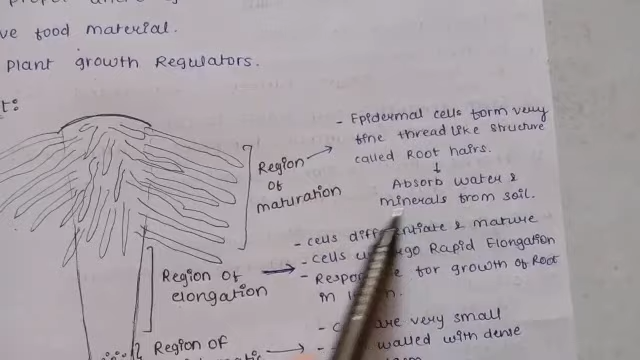 ve food material.
Plant growth Regulators.
t:
Region
of
maturation
- Epidermal cells form very
fine threadlike structure
called Root hairs.
↓
Absorb water &
minerals from soil.
Region of
elongation
- cells differentiate & mature
- cells undergo Rapid Elongation
- for growth of Root
in
Region of
- are very small
walled with dense